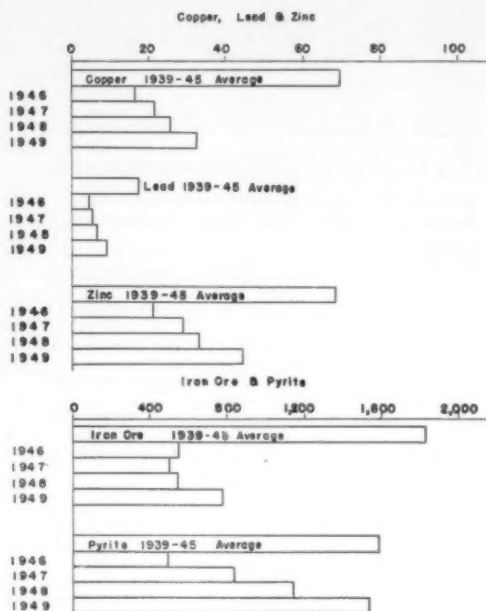 Copper, Lead & Zinc
0 20 40 60 80 100
Copper 1939-45 Average
1946
1947
1948
1949
Lead 1939-45 Average
1946
1947
1948
1949
Zinc 1939-45 Average
1946
1947
1948
1949
Iron Ore & Pyrite
0 400 800 1,200 1,600 2,000
Iron Ore 1939-45 Average
1946
1947
1948
1949
Pyrite 1939-45 Average
1946
1947
1948
1949